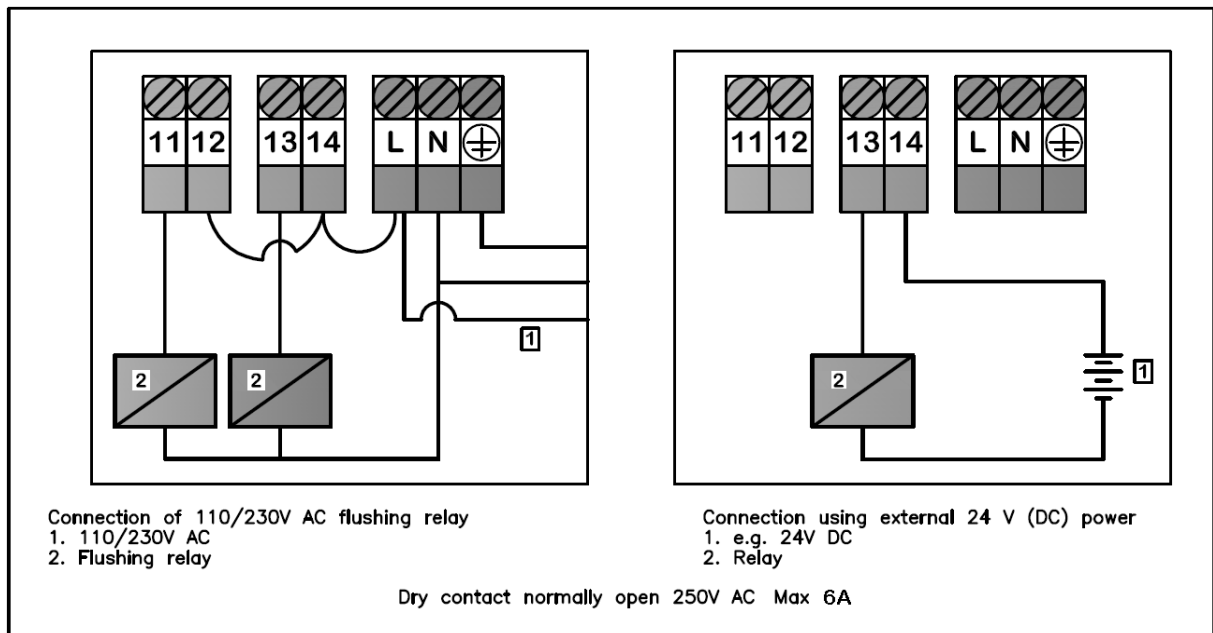 11 12 13 14 L N
2 2
1
Connection of 110/230V AC flushing relay
1. 110/230V AC
2. Flushing relay
11 12 13 14 L N
1
2
Connection using external 24 V (DC) power
1. e.g. 24V DC
2. Relay
Dry contact normally open 250V AC Max 6A